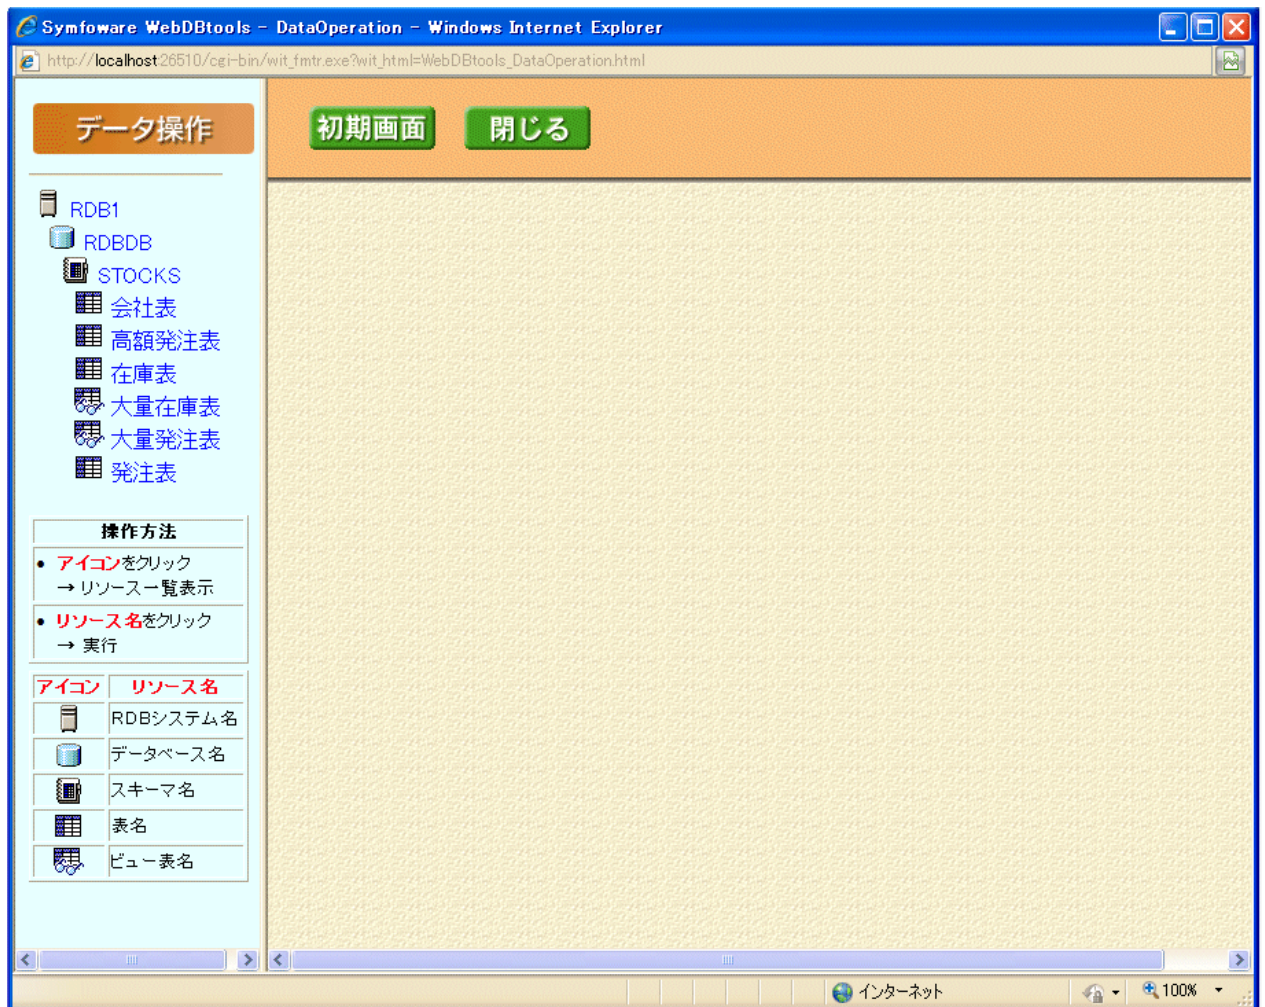 Symfoware WebDBtools - DataOperation - Windows Internet Explorer
http://localhost:26510/cgi-bin/wit_fmtr.exe?wit_html=WebDBtools_DataOperation.html
データ操作
初期画面 閉じる
RDB1
RDBDB
STOCKS
会社表
高額発注表
在庫表
大量在庫表
大量発注表
発注表
操作方法
• アイコンをクリック
→ リソース一覧表示
• リソース名をクリック
→ 実行
アイコン リソース名
RDBシステム名
データベース名
スキーマ名
表名
ビュー表名
インターネット 100%